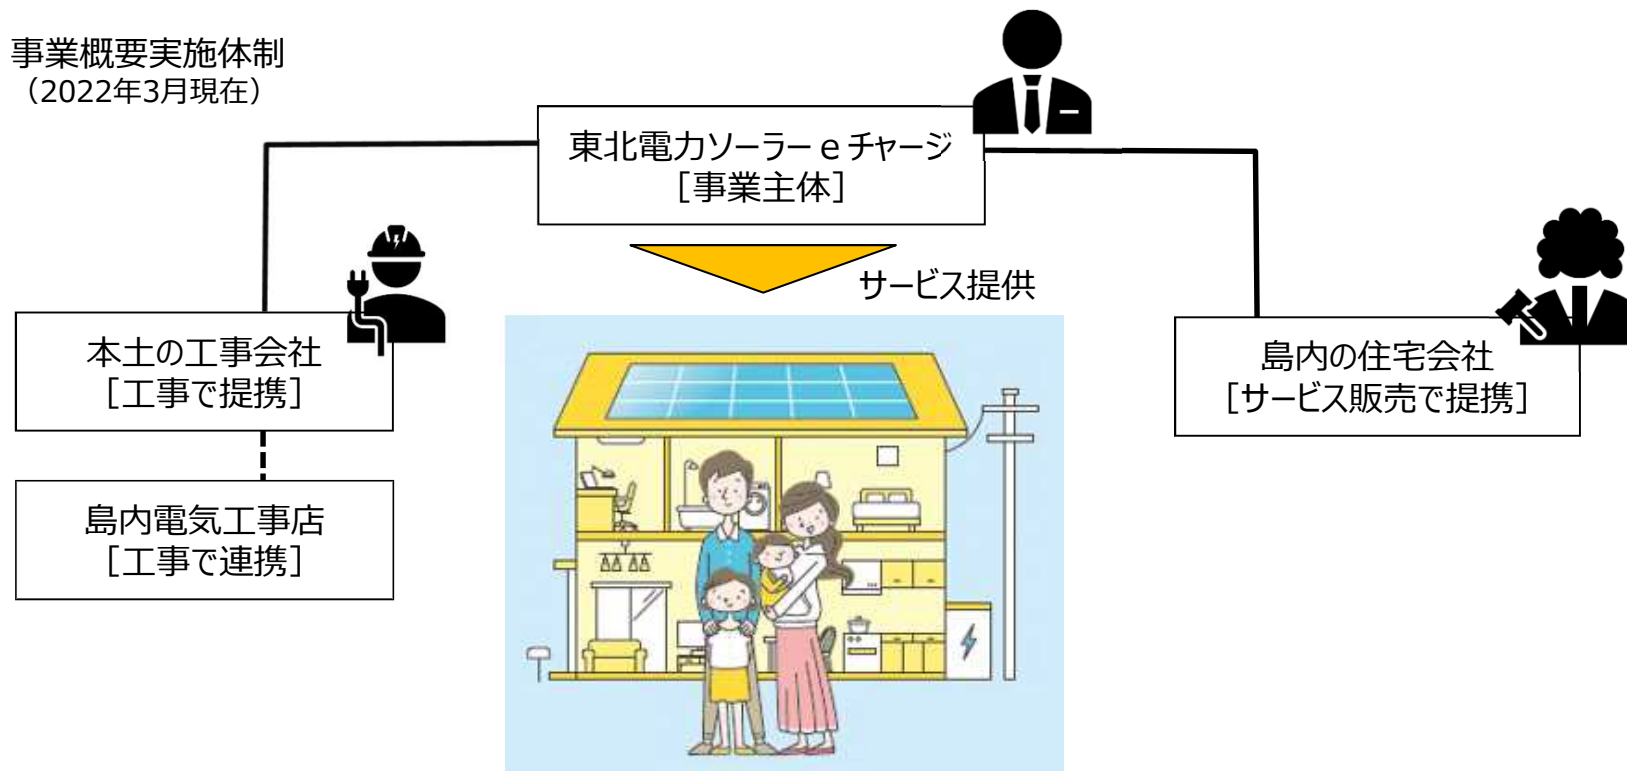 事業概要実施体制
（2022年3月現在）
東北電力ソーラーｅチャージ
［事業主体］
サービス提供
本土の工事会社
［工事で提携］
島内の住宅会社
［サービス販売で提携］
島内電気工事店
［工事で連携］